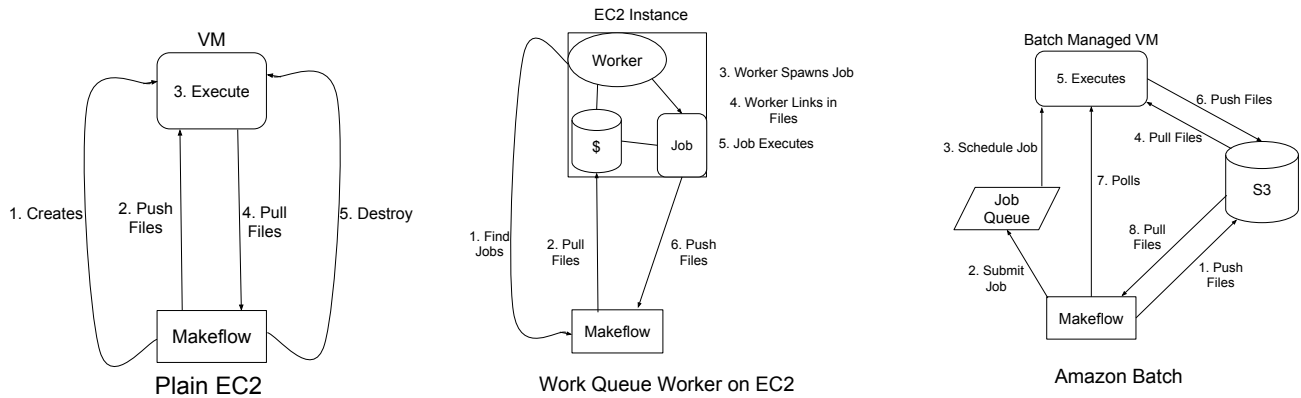 VM
3. Execute
1. Creates
2. Push
Files
4. Pull
Files
5. Destroy
Makeflow
Plain EC2
EC2 Instance
Worker
3. Worker Spawns Job
4. Worker Links in
Files
$
Job
5. Job Executes
1. Find
Jobs
2. Pull
Files
6. Push
Files
Makeflow
Work Queue Worker on EC2
Batch Managed VM
5. Executes
6. Push Files
4. Pull Files
3. Schedule Job
7. Polls
S3
Job
Queue
8. Pull
Files
2. Submit
Job
1. Push
Files
Makeflow
Amazon Batch